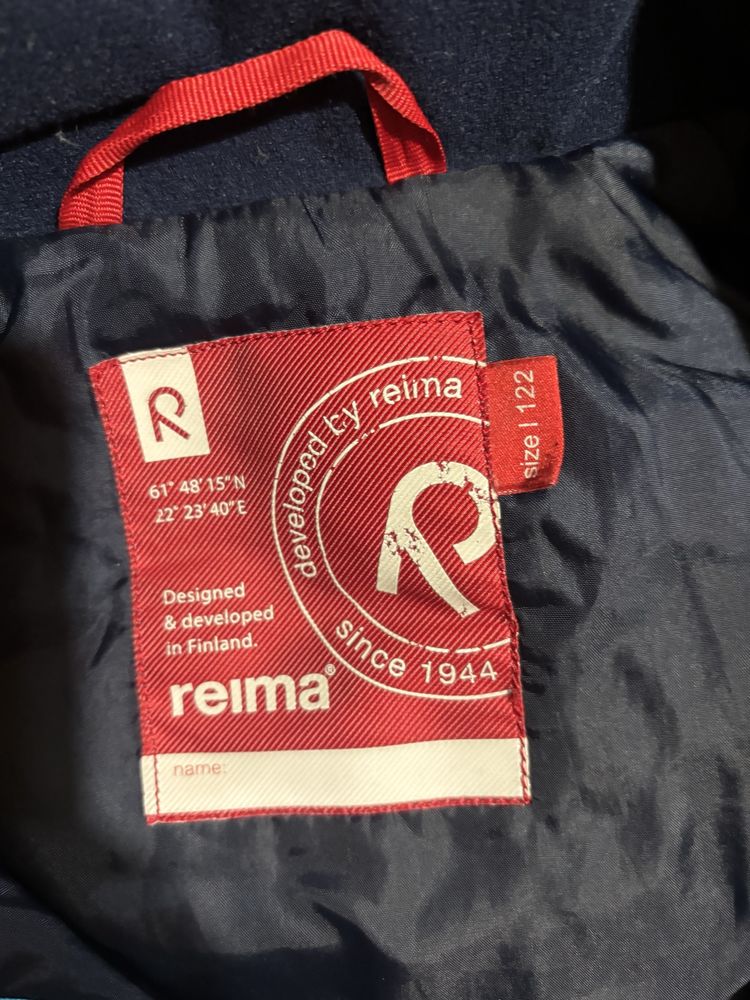 61° 48' 15" N
22° 23' 40" E
developed by reima
since 1944
size | 122
Designed
& developed
in Finland.
reima®
name: